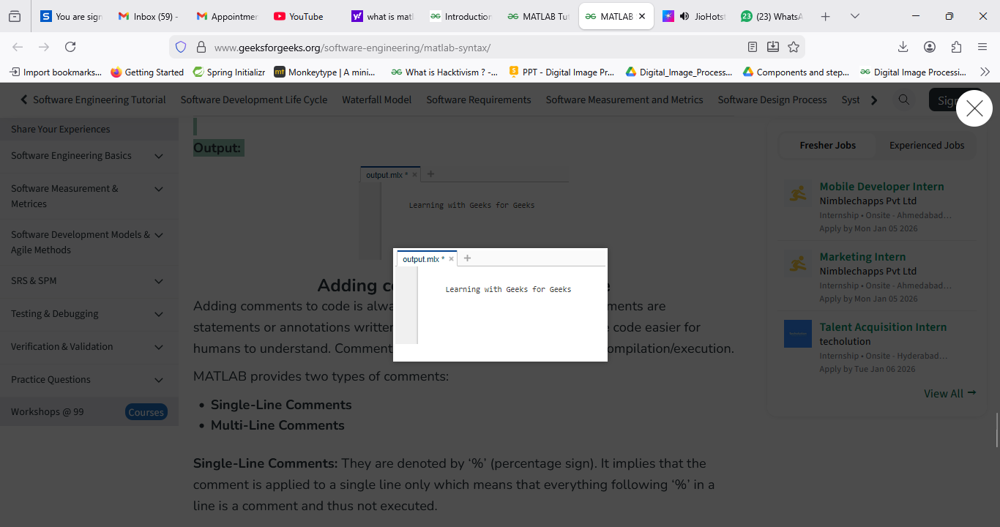 You are sign
Inbox (59) -
Appointmer
YouTube
what is matl
Introduction
MATLAB Tut
MATLAB
JioHotst
(23) WhatsA
www.geeksforgeeks.org/software-engineering/matlab-syntax/
Import bookmarks...
Getting Started
Spring Initializr
Monkeytype | A mini...
What is Hacktivism ? -...
PPT - Digital Image Pr...
Digital_Image_Process...
Components and step...
Digital Image Processi...
Software Engineering Tutorial
Software Development Life Cycle
Waterfall Model
Software Requirements
Software Measurement and Metrics
Software Design Process
Syst
Sign
Share Your Experiences
Software Engineering Basics
Software Measurement &
Metrices
Software Development Models &
Agile Methods
SRS & SPM
Testing & Debugging
Verification & Validation
Practice Questions
Workshops @ 99
Courses
Output:
output.mlx *
Learning with Geeks for Geeks
output.mlx *
Learning with Geeks for Geeks
Adding co
Adding comments to code is alwa ments are
statements or annotations writter e code easier for
humans to understand. Comment ompilation/execution.
MATLAB provides two types of comments:
• Single-Line Comments
• Multi-Line Comments
Single-Line Comments: They are denoted by ‘%’ (percentage sign). It implies that the
comment is applied to a single line only which means that everything following ‘%’ in a
line is a comment and thus not executed.
Fresher Jobs
Experienced Jobs
Mobile Developer Intern
Nimblechapps Pvt Ltd
Internship • Onsite - Ahmedabad...
Apply by Mon Jan 05 2026
Marketing Intern
Nimblechapps Pvt Ltd
Internship • Onsite - Ahmedabad...
Apply by Mon Jan 05 2026
Talent Acquisition Intern
techolution
Internship • Onsite - Hyderabad...
Apply by Tue Jan 06 2026
View All